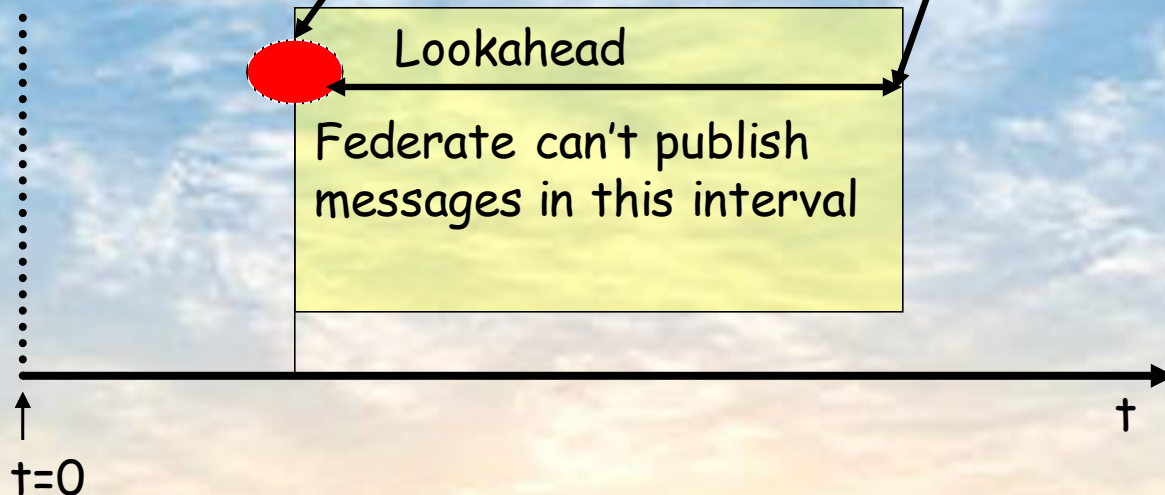 Lookahead
Federate can't publish
messages in this interval
t
t=0